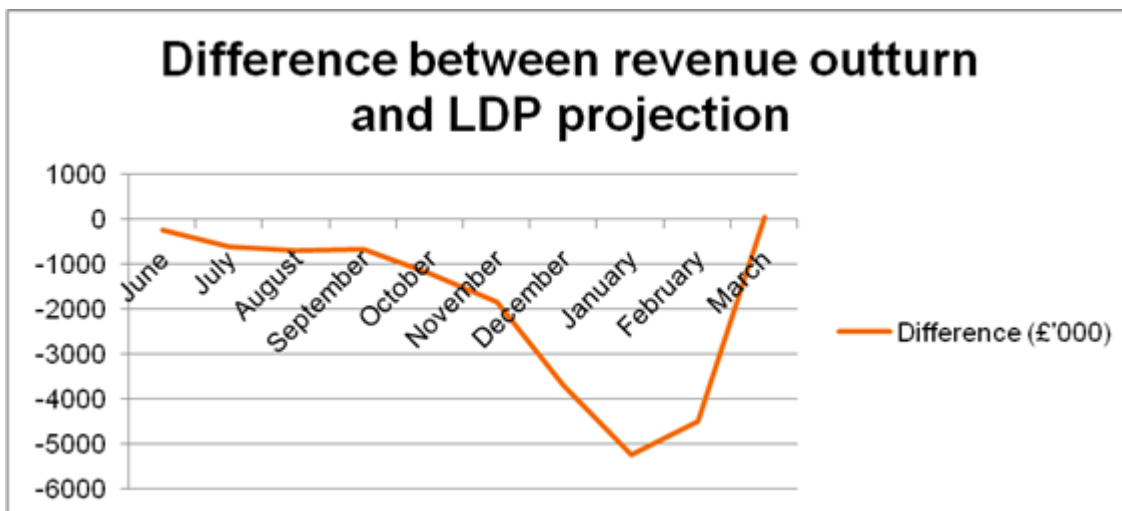 Difference between revenue outturn
and LDP projection
1000
0
-1000
-2000
-3000
-4000
-5000
-6000
June
July
August
September
October
November
December
January
February
March
Difference (£'000)